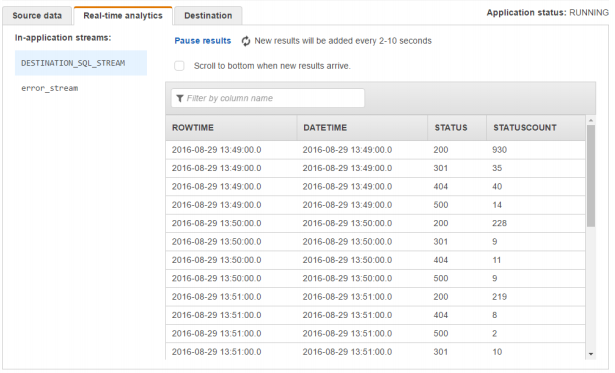 Source data Real-time analytics Destination Application status: RUNNING
In-application streams:
DESTINATION_SQL_STREAM
error_stream
Pause results New results will be added every 2-10 seconds
Scroll to bottom when new results arrive.
Filter by column name
ROWTIME DATETIME STATUS STATUSCOUNT
2016-08-29 13:49:00.0 2016-08-29 13:49:00.0 200 930
2016-08-29 13:49:00.0 2016-08-29 13:49:00.0 301 35
2016-08-29 13:49:00.0 2016-08-29 13:49:00.0 404 40
2016-08-29 13:49:00.0 2016-08-29 13:49:00.0 500 14
2016-08-29 13:50:00.0 2016-08-29 13:50:00.0 200 228
2016-08-29 13:50:00.0 2016-08-29 13:50:00.0 301 9
2016-08-29 13:50:00.0 2016-08-29 13:50:00.0 404 11
2016-08-29 13:50:00.0 2016-08-29 13:50:00.0 500 9
2016-08-29 13:51:00.0 2016-08-29 13:51:00.0 200 219
2016-08-29 13:51:00.0 2016-08-29 13:51:00.0 404 8
2016-08-29 13:51:00.0 2016-08-29 13:51:00.0 500 2
2016-08-29 13:51:00.0 2016-08-29 13:51:00.0 301 10